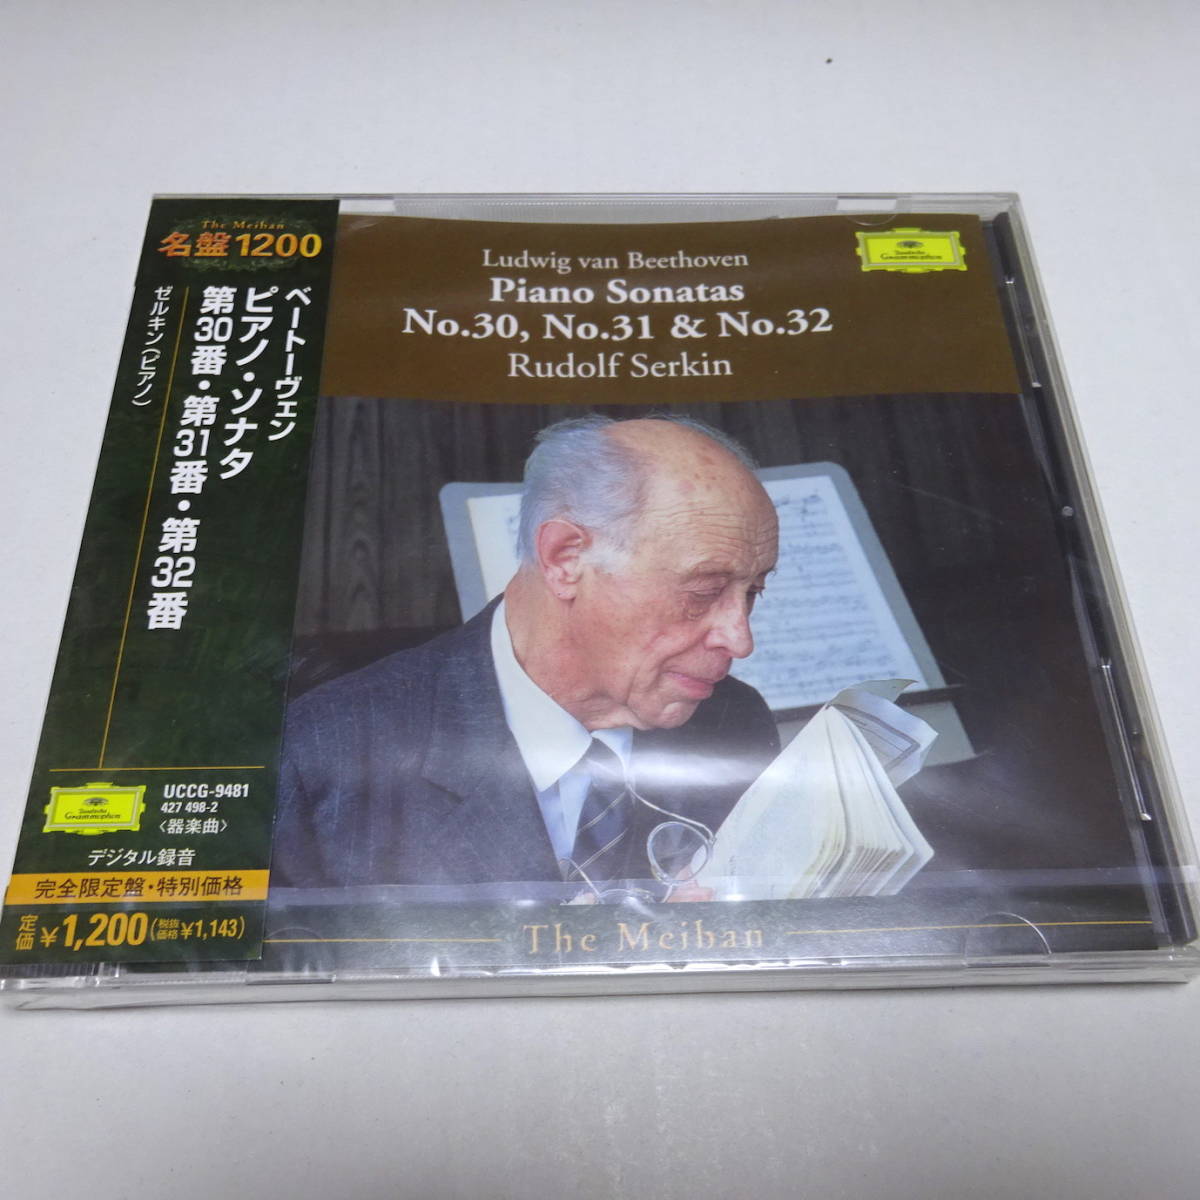 The Meiban
名盤1200
ベートーヴェン
ピアノ・ソナタ
第30番・第31番・第32番
ゼルキン(ピアノ)
Deutsche
Grammophon
UCCG-9481
427 498-2
〈器楽曲〉
デジタル録音
完全限定盤・特別価格
定価¥1,200(税抜価格¥1,143)
Ludwig van Beethoven
Piano Sonatas
No.30, No.31 & No.32
Rudolf Serkin
Deutsche
Grammophon
The Meiban